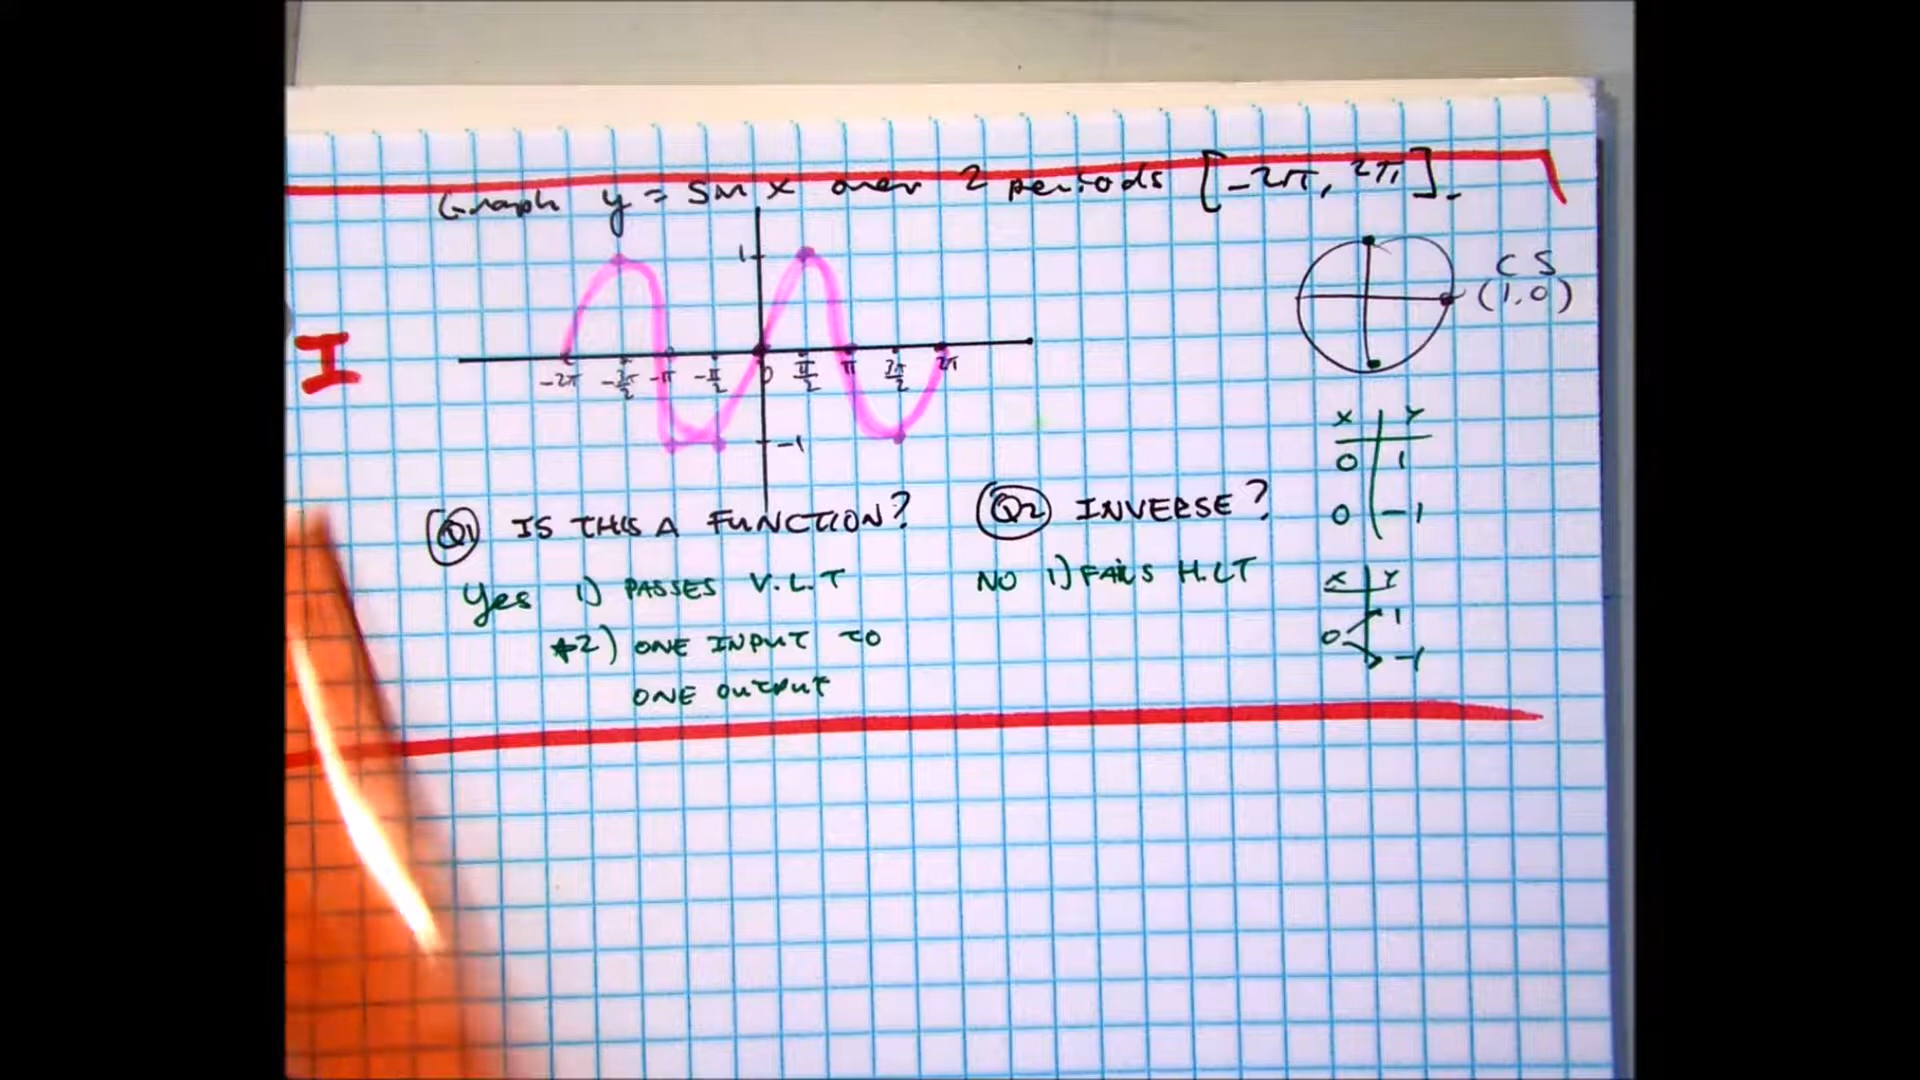 Graph y = sin x over 2 periods [-2π, 2π].
1
C S
(1,0)
I
-2π -3π/2 -π -π/2 0 π/2 π 3π/2 2π
-1
X Y
0 1
0 -1
Q1 IS THIS A FUNCTION?
Q2 INVERSE?
Yes 1) PASSES V.L.T
*2) ONE INPUT TO
ONE OUTPUT
NO 1) FAILS H.LT
X Y
0 1
-1